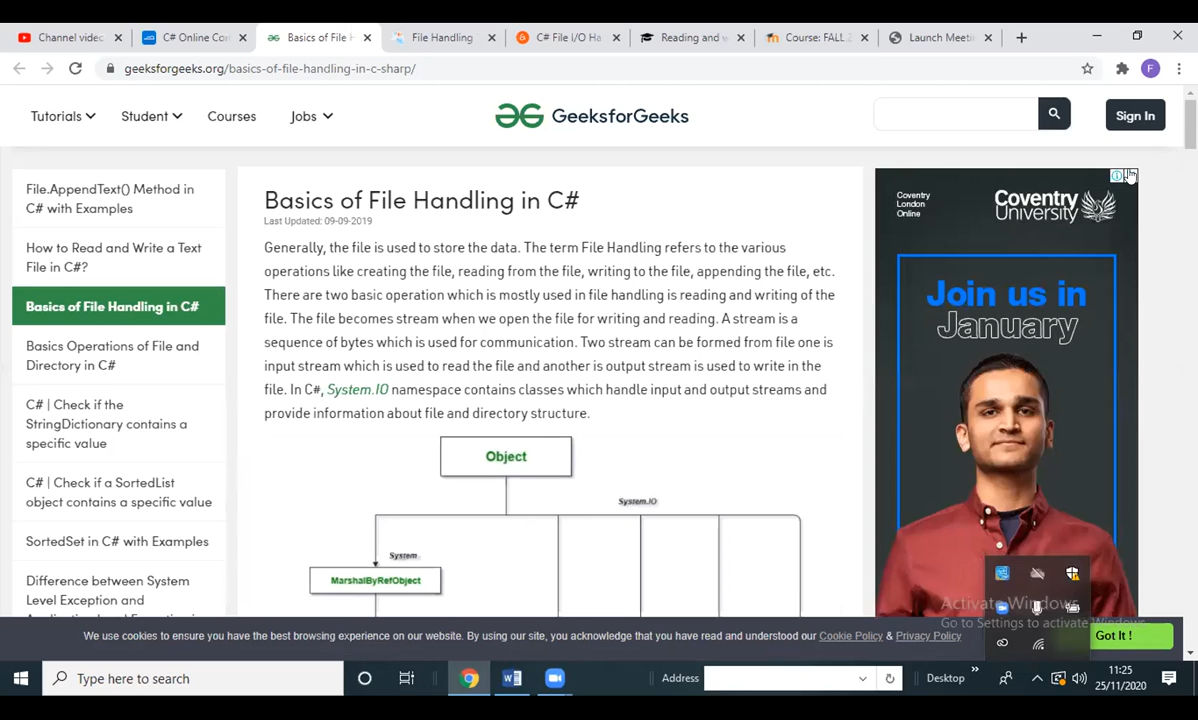 Channel video
C# Online Con
Basics of File H
File Handling
C# File I/O Ha
Reading and w
Course: FALL 2
Launch Meeti
geeksforgeeks.org/basics-of-file-handling-in-c-sharp/
F
Tutorials
Student
Courses
Jobs
GeeksforGeeks
Sign In
File.AppendText() Method in
C# with Examples
How to Read and Write a Text
File in C#?
Basics of File Handling in C#
Basics Operations of File and
Directory in C#
C# | Check if the
StringDictionary contains a
specific value
C# | Check if a SortedList
object contains a specific value
SortedSet in C# with Examples
Difference between System
Level Exception and
Basics of File Handling in C#
Last Updated: 09-09-2019
Generally, the file is used to store the data. The term File Handling refers to the various
operations like creating the file, reading from the file, writing to the file, appending the file, etc.
There are two basic operation which is mostly used in file handling is reading and writing of the
file. The file becomes stream when we open the file for writing and reading. A stream is a
sequence of bytes which is used for communication. Two stream can be formed from file one is
input stream which is used to read the file and another is output stream is used to write in the
file. In C#, System.IO namespace contains classes which handle input and output streams and
provide information about file and directory structure.
Object
System.IO
System.
MarshalByRefObject
Coventry
London
Online
Coventry
University
Join us in
January
Activate Windows
Go to Settings to activate Windows.
We use cookies to ensure you have the best browsing experience on our website. By using our site, you acknowledge that you have read and understood our Cookie Policy & Privacy Policy
Got It !
Type here to search
Address
Desktop
11:25
25/11/2020